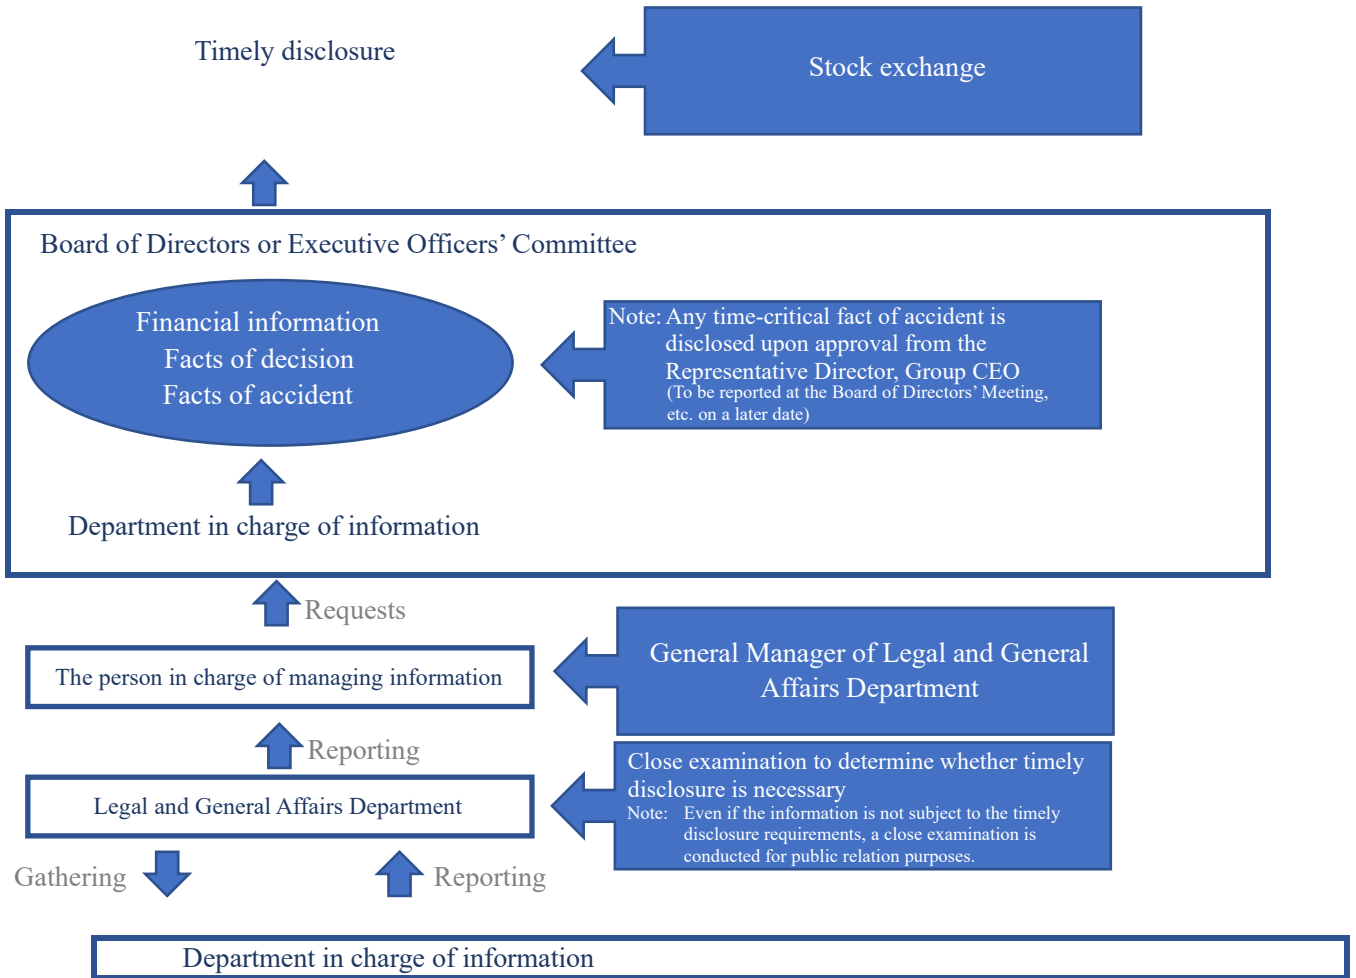 Timely disclosure
Stock exchange
Board of Directors or Executive Officers’ Committee
Financial information
Facts of decision
Facts of accident
Note: Any time-critical fact of accident is
disclosed upon approval from the
Representative Director, Group CEO
(To be reported at the Board of Directors’ Meeting,
etc. on a later date)
Department in charge of information
Requests
The person in charge of managing information
General Manager of Legal and General
Affairs Department
Reporting
Legal and General Affairs Department
Close examination to determine whether timely
disclosure is necessary
Note: Even if the information is not subject to the timely
disclosure requirements, a close examination is
conducted for public relation purposes.
Gathering
Reporting
Department in charge of information